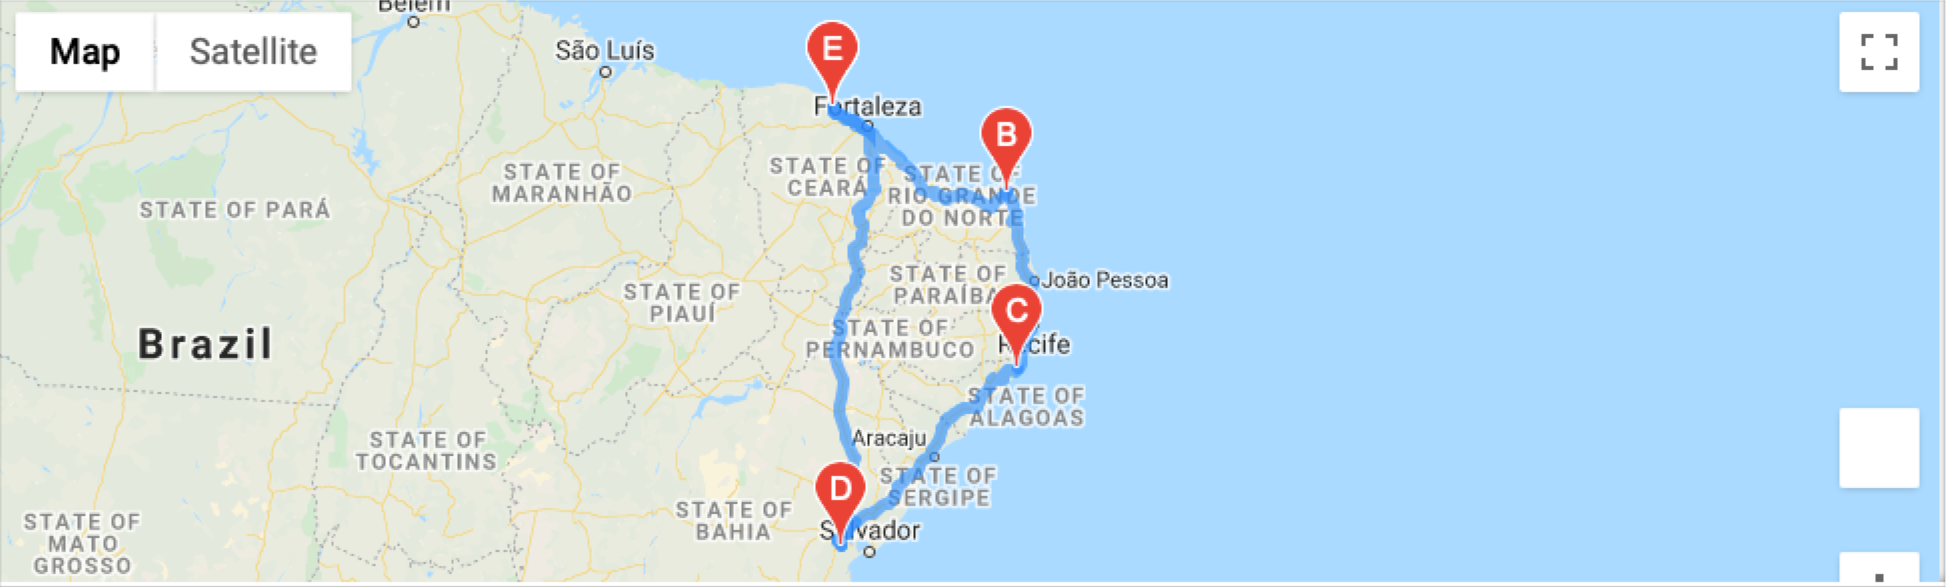 Belém
Map
Satellite
São Luís
E
Fortaleza
B
STATE OF
MARANHÃO
STATE OF
CEARÁ
STATE OF
RIO GRANDE
DO NORTE
STATE OF PARÁ
STATE OF
PARAÍBA
João Pessoa
STATE OF
PIAUÍ
C
Recife
Brazil
STATE OF
PERNAMBUCO
STATE OF
ALAGOAS
STATE OF
TOCANTINS
Aracaju
D
STATE OF
SERGIPE
STATE OF
BAHIA
Salvador
STATE OF
MATO
GROSSO